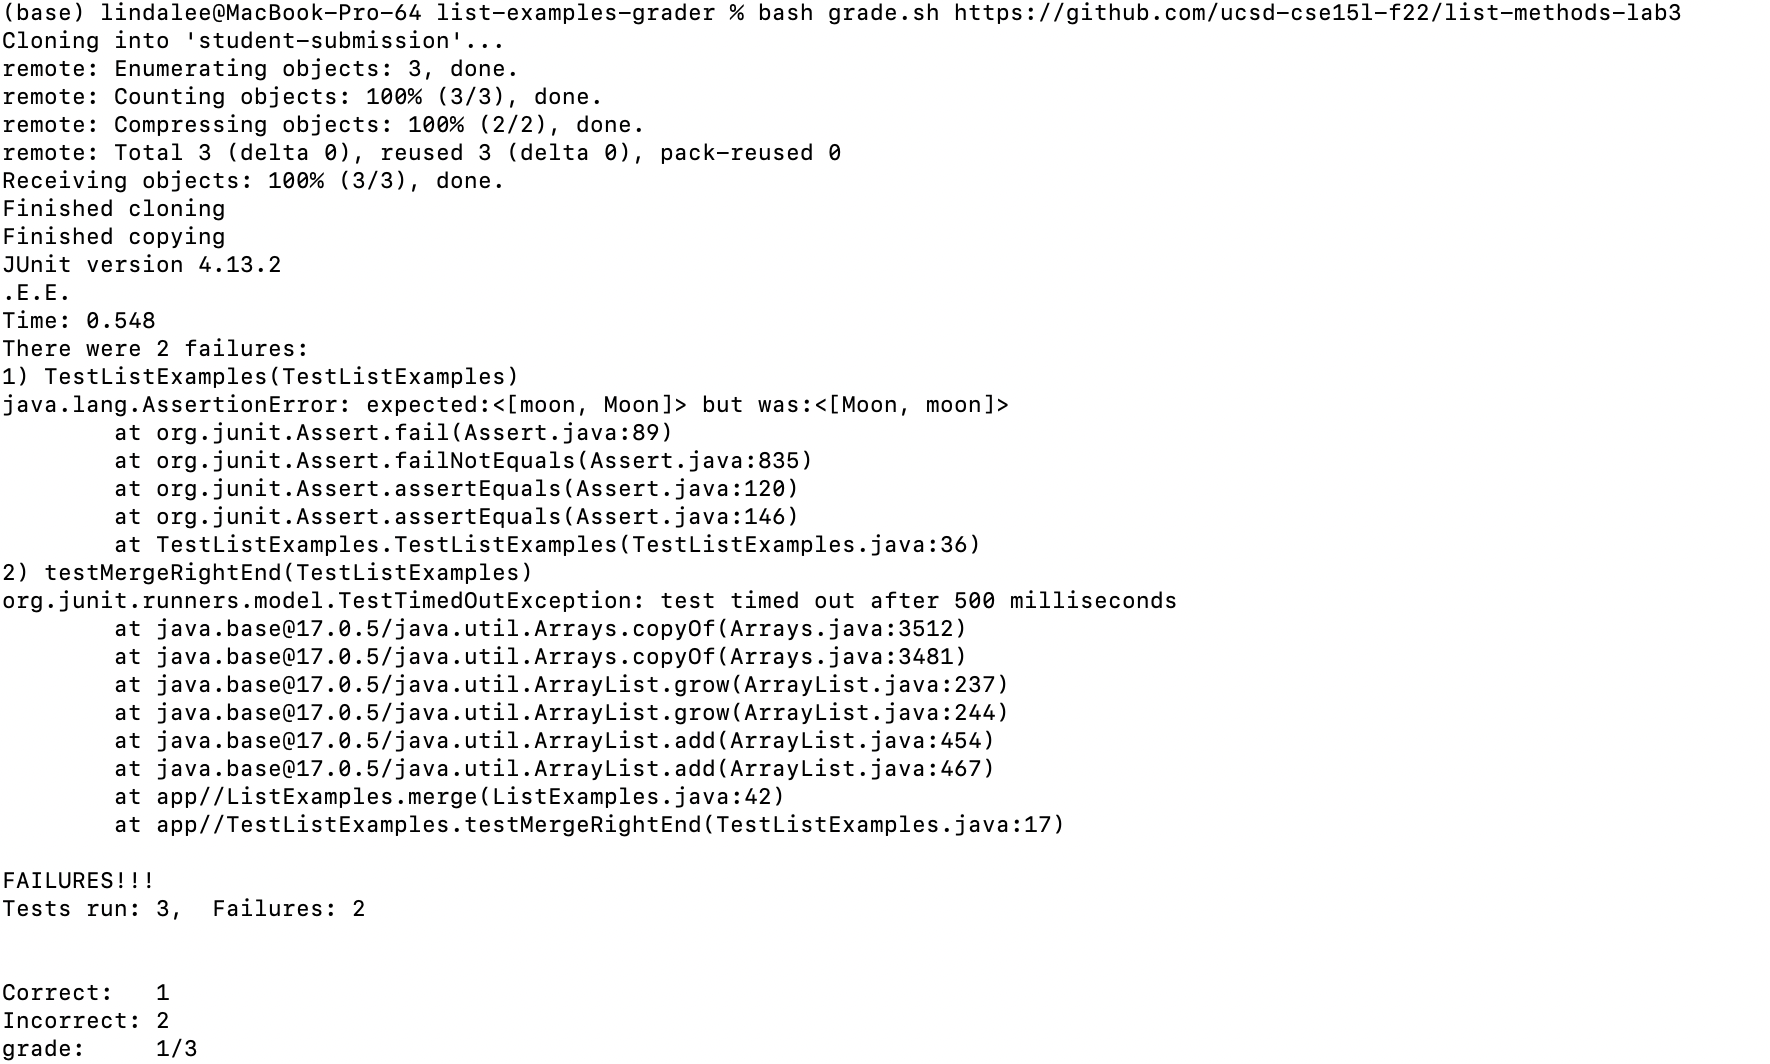 (base) lindalee@MacBook-Pro-64 list-examples-grader % bash grade.sh https://github.com/ucsd-cse15l-f22/list-methods-lab3
Cloning into 'student-submission'...
remote: Enumerating objects: 3, done.
remote: Counting objects: 100% (3/3), done.
remote: Compressing objects: 100% (2/2), done.
remote: Total 3 (delta 0), reused 3 (delta 0), pack-reused 0
Receiving objects: 100% (3/3), done.
Finished cloning
Finished copying
JUnit version 4.13.2
.E.E.
Time: 0.548
There were 2 failures:
1) TestListExamples(TestListExamples)
java.lang.AssertionError: expected:<[moon, Moon]> but was:<[Moon, moon]>
        at org.junit.Assert.fail(Assert.java:89)
        at org.junit.Assert.failNotEquals(Assert.java:835)
        at org.junit.Assert.assertEquals(Assert.java:120)
        at org.junit.Assert.assertEquals(Assert.java:146)
        at TestListExamples.TestListExamples(TestListExamples.java:36)
2) testMergeRightEnd(TestListExamples)
org.junit.runners.model.TestTimedOutException: test timed out after 500 milliseconds
        at java.base@17.0.5/java.util.Arrays.copyOf(Arrays.java:3512)
        at java.base@17.0.5/java.util.Arrays.copyOf(Arrays.java:3481)
        at java.base@17.0.5/java.util.ArrayList.grow(ArrayList.java:237)
        at java.base@17.0.5/java.util.ArrayList.grow(ArrayList.java:244)
        at java.base@17.0.5/java.util.ArrayList.add(ArrayList.java:454)
        at java.base@17.0.5/java.util.ArrayList.add(ArrayList.java:467)
        at app//ListExamples.merge(ListExamples.java:42)
        at app//TestListExamples.testMergeRightEnd(TestListExamples.java:17)

FAILURES!!!
Tests run: 3,  Failures: 2


Correct:   1
Incorrect: 2
grade:     1/3